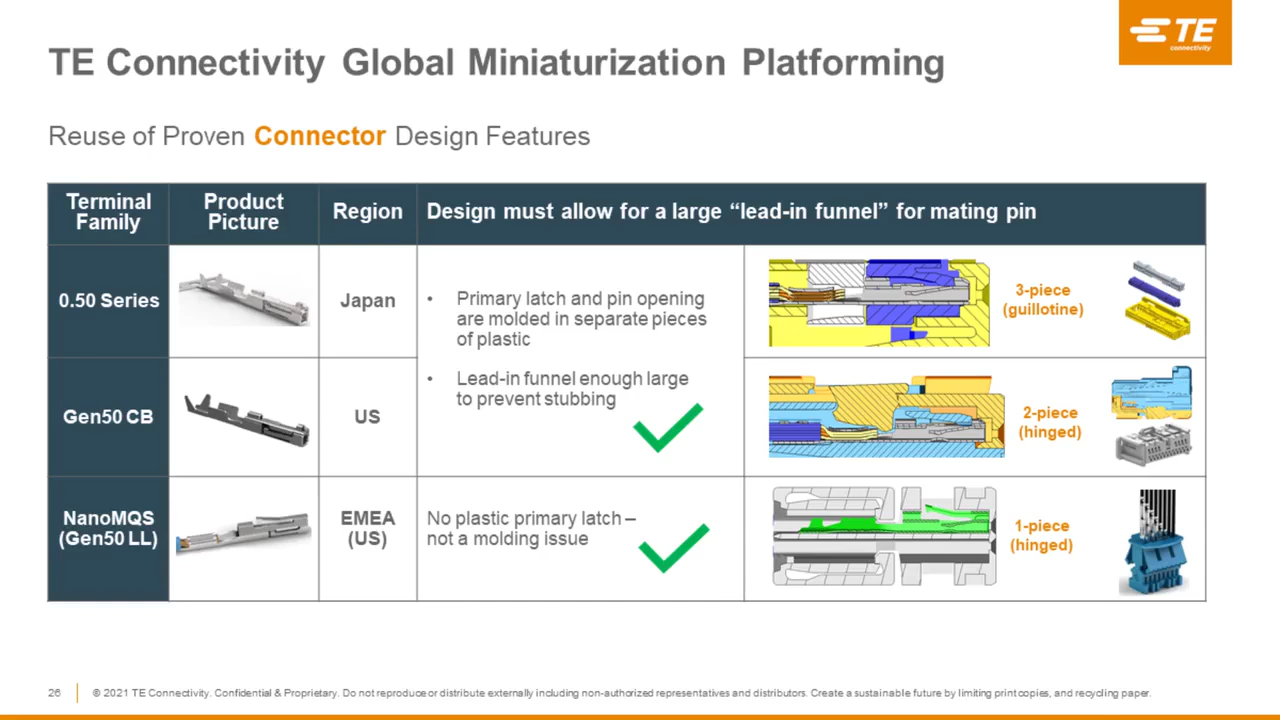 TE
connectivity
TE Connectivity Global Miniaturization Platforming
Reuse of Proven Connector Design Features
Terminal
Family
Product
Picture
Region
Design must allow for a large “lead-in funnel” for mating pin
0.50 Series
Japan
• Primary latch and pin opening
are molded in separate pieces
of plastic
• Lead-in funnel enough large
to prevent stubbing
3-piece
(guillotine)
Gen50 CB
US
2-piece
(hinged)
NanoMQS
(Gen50 LL)
EMEA
(US)
No plastic primary latch –
not a molding issue
1-piece
(hinged)
26
© 2021 TE Connectivity. Confidential & Proprietary. Do not reproduce or distribute externally including non-authorized representatives and distributors. Create a sustainable future by limiting print copies, and recycling paper.